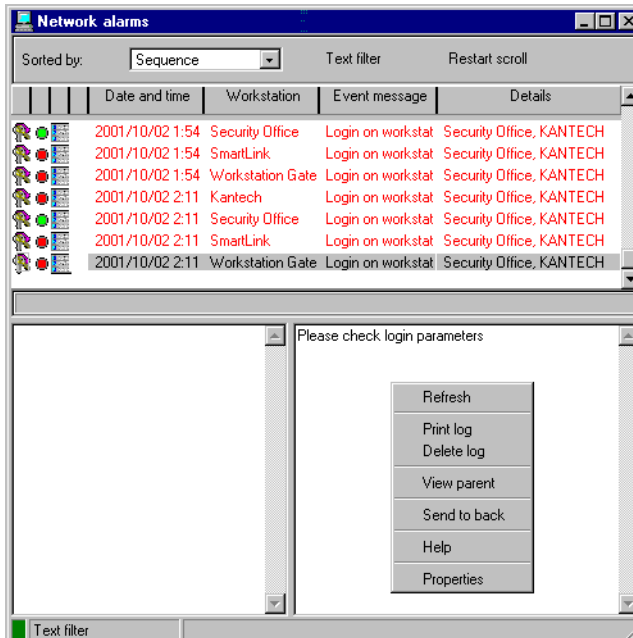 Network alarms
Sorted by: Sequence Text filter Restart scroll
Date and time Workstation Event message Details
2001/10/02 1:54 Security Office Login on workstat Security Office, KANTECH
2001/10/02 1:54 SmartLink Login on workstat Security Office, KANTECH
2001/10/02 1:54 Workstation Gate Login on workstat Security Office, KANTECH
2001/10/02 2:11 Kantech Login on workstat Security Office, KANTECH
2001/10/02 2:11 Security Office Login on workstat Security Office, KANTECH
2001/10/02 2:11 SmartLink Login on workstat Security Office, KANTECH
2001/10/02 2:11 Workstation Gate Login on workstat Security Office, KANTECH
Please check login parameters
Refresh
Print log
Delete log
View parent
Send to back
Help
Properties
Text filter